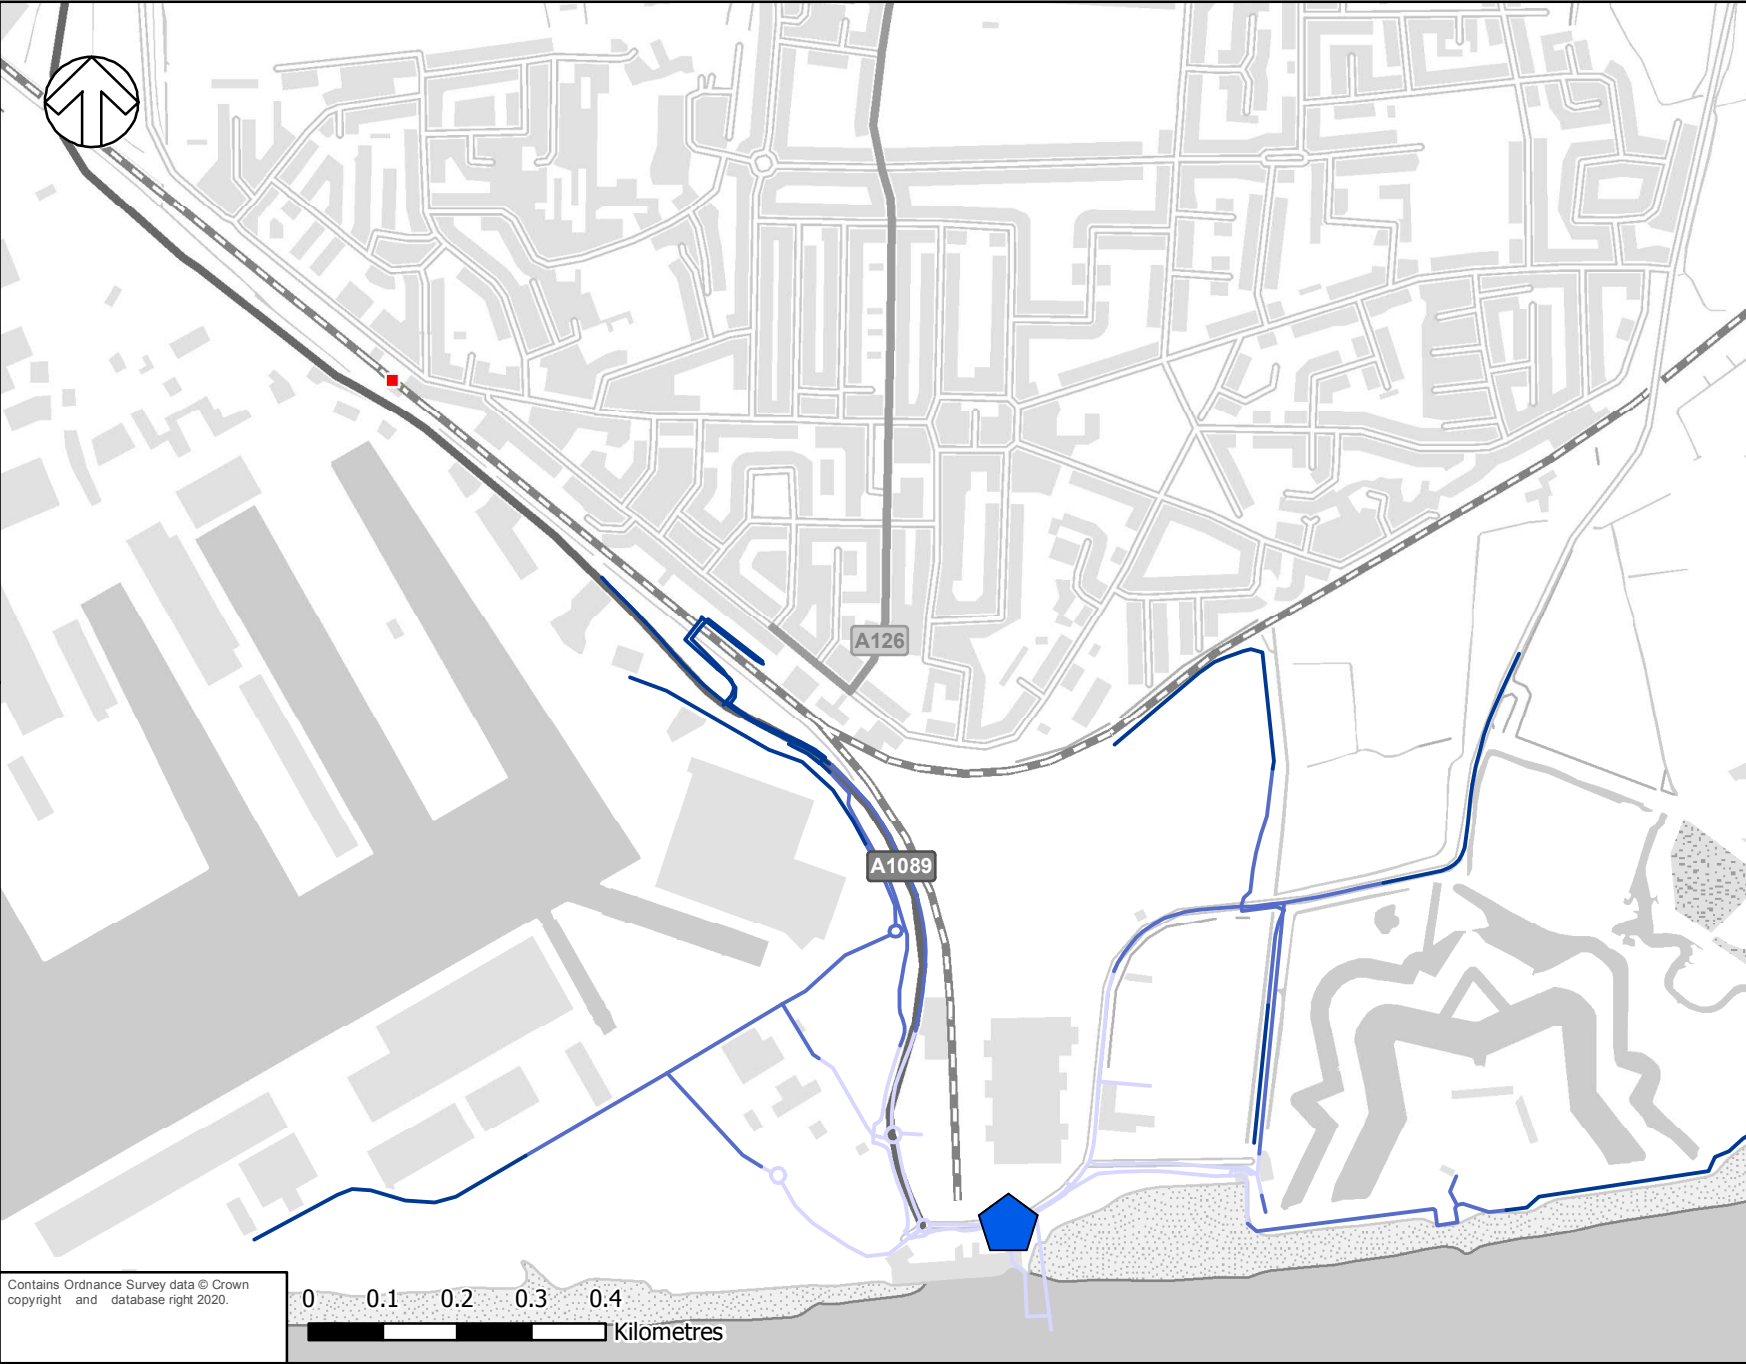 A126
A1089
Contains Ordnance Survey data © Crown
copyright and database right 2020.
0 0.1 0.2 0.3 0.4
Kilometres